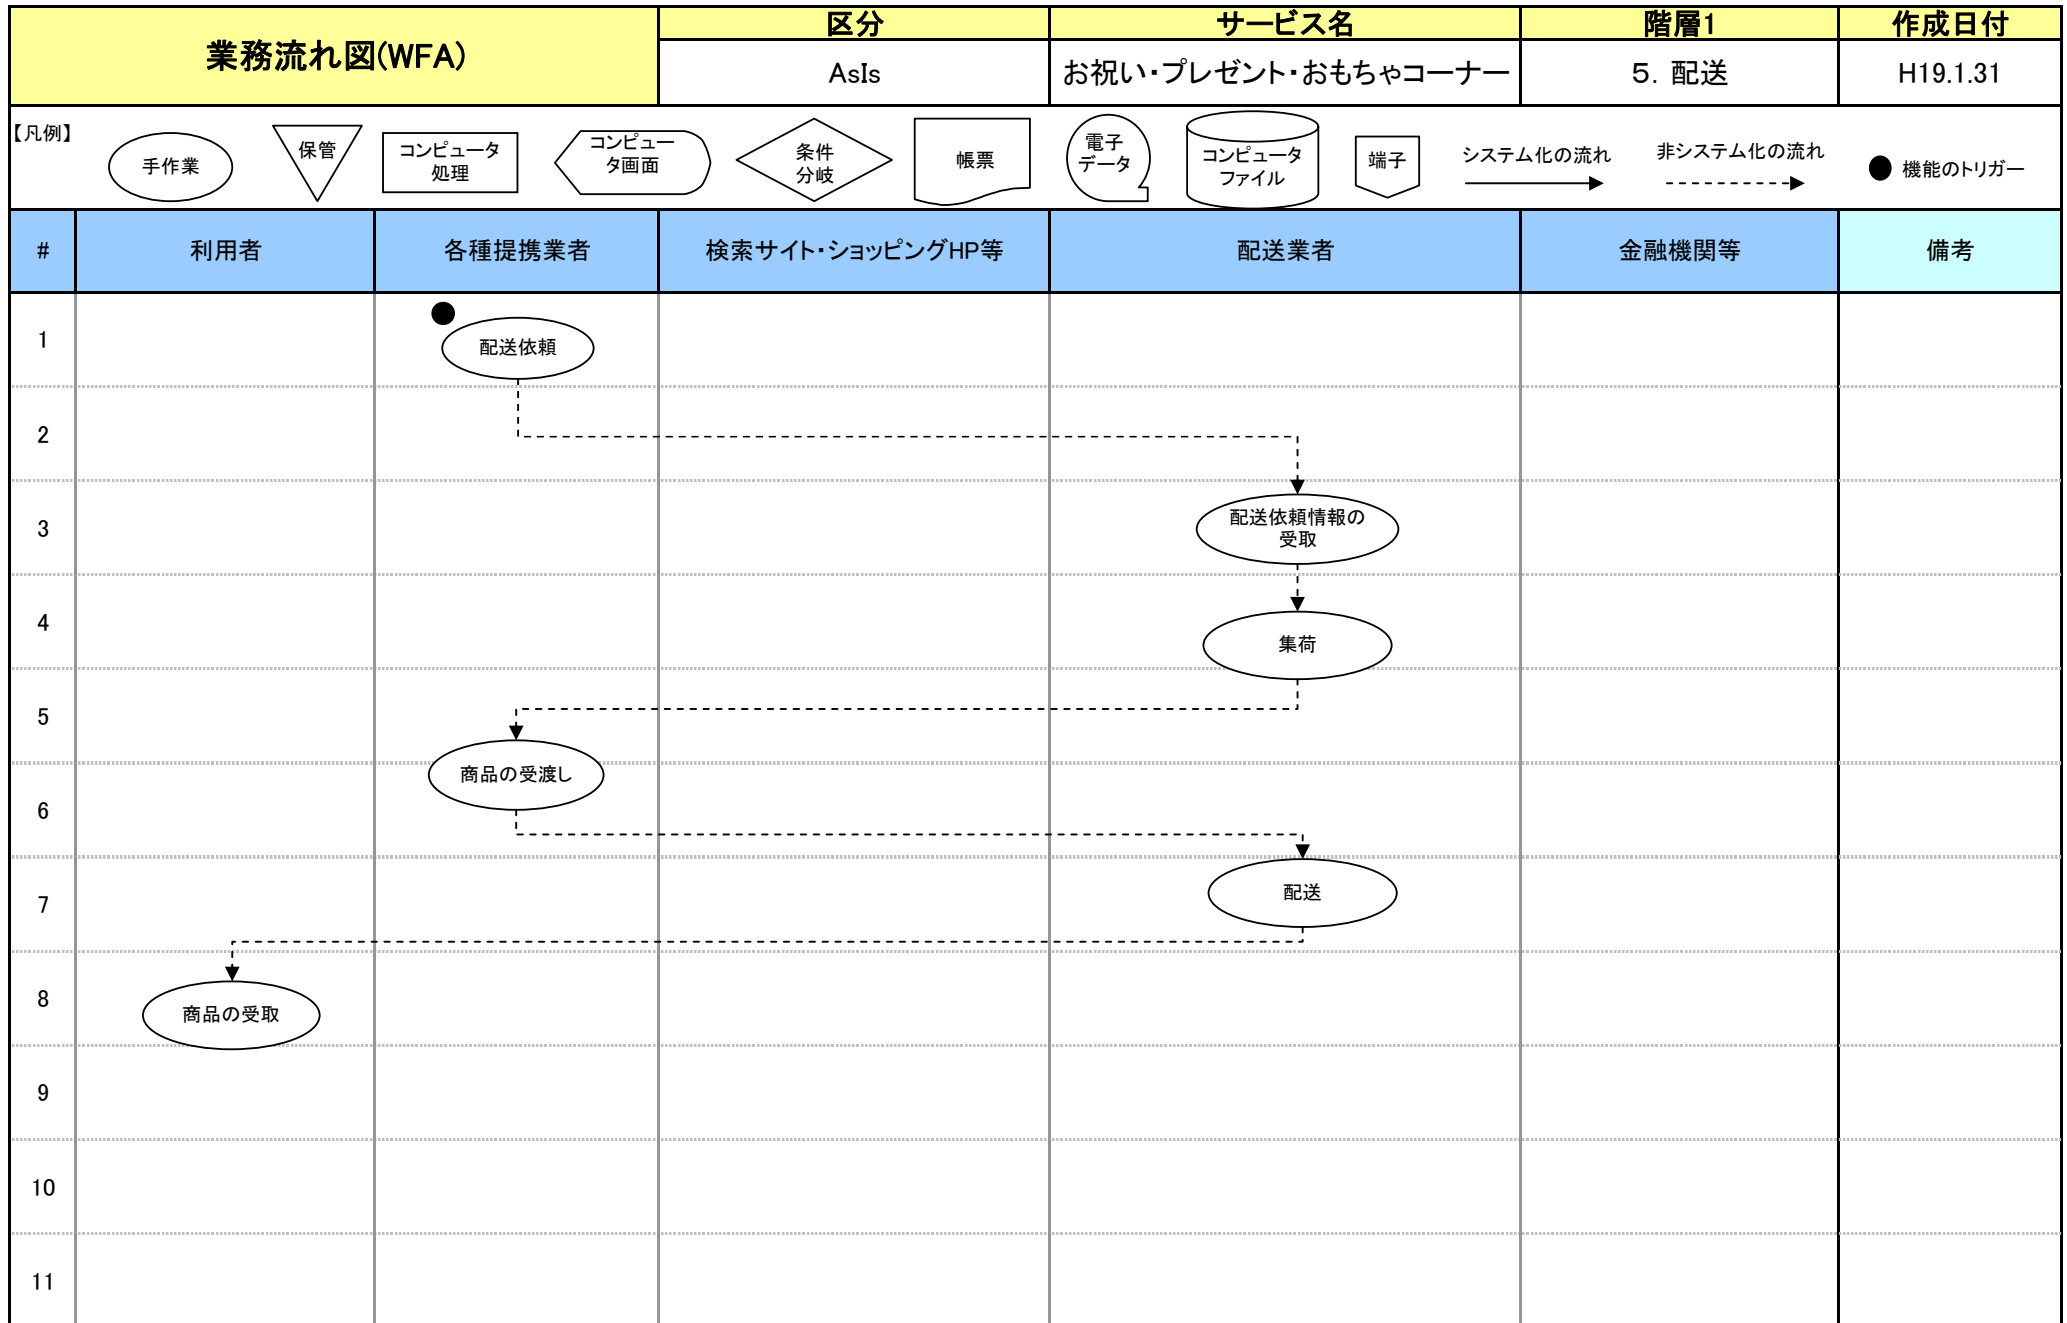 業務流れ図(WFA)
区分
サービス名
階層1
作成日付
AsIs
お祝い・プレゼント・おもちゃコーナー
5. 配送
H19.1.31
【凡例】
手作業
保管
コンピュータ
処理
コンピュー
タ画面
条件
分岐
帳票
電子
データ
コンピュータ
ファイル
端子
システム化の流れ
非システム化の流れ
機能のトリガー
#
利用者
各種提携業者
検索サイト・ショッピングHP等
配送業者
金融機関等
備考
1
配送依頼
2
3
配送依頼情報の
受取
4
集荷
5
商品の受渡し
6
7
配送
8
商品の受取
9
10
11